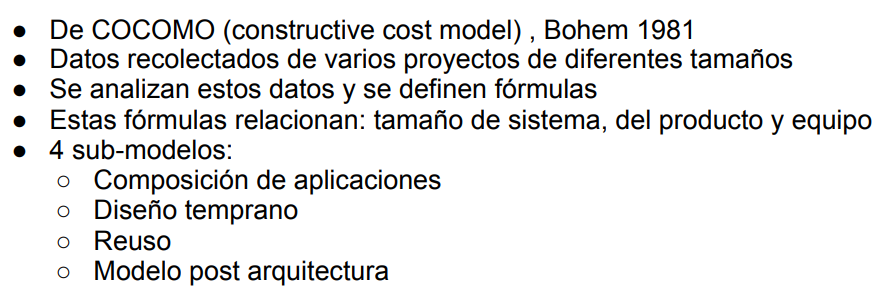 ● De COCOMO (constructive cost model) , Bohem 1981
● Datos recolectados de varios proyectos de diferentes tamaños
● Se analizan estos datos y se definen fórmulas
● Estas fórmulas relacionan: tamaño de sistema, del producto y equipo
● 4 sub-modelos:
○ Composición de aplicaciones
○ Diseño temprano
○ Reuso
○ Modelo post arquitectura